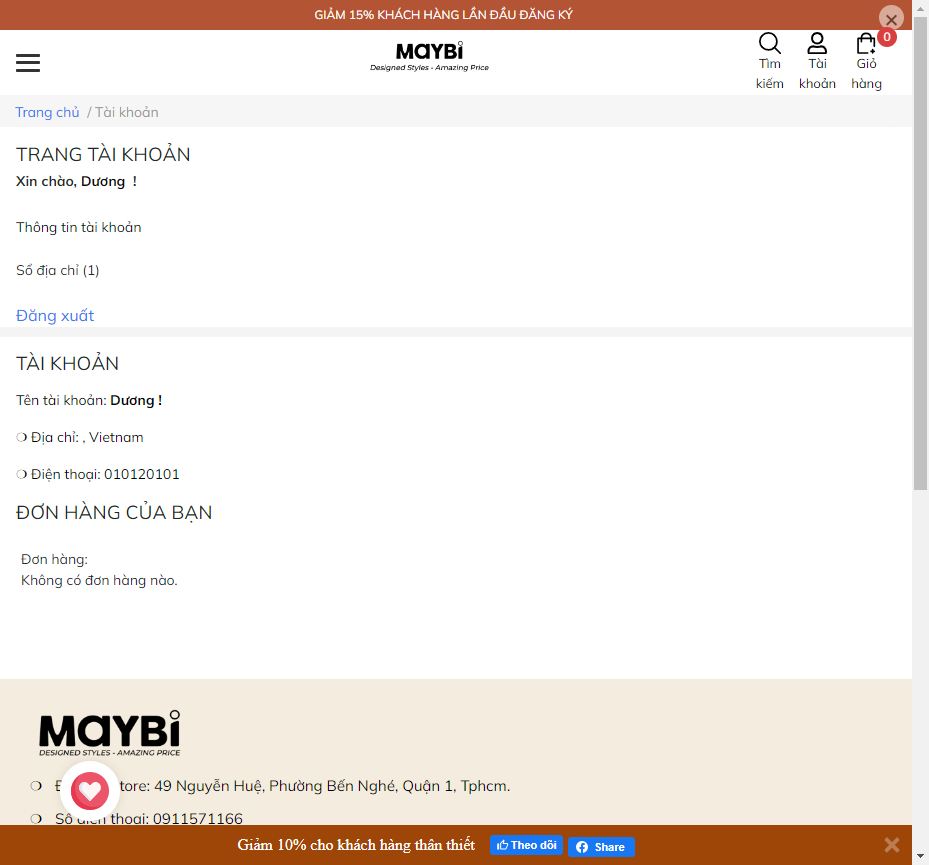 GIẢM 15% KHÁCH HÀNG LẦN ĐẦU ĐĂNG KÝ
MAYBi
Designed Styles - Amazing Price
Tìm kiếm
Tài khoản
Giỏ hàng
0
Trang chủ / Tài khoản
TRANG TÀI KHOẢN
Xin chào, Dương !
Thông tin tài khoản
Sổ địa chỉ (1)
Đăng xuất
TÀI KHOẢN
Tên tài khoản: Dương !
❍ Địa chỉ: , Vietnam
❍ Điện thoại: 010120101
ĐƠN HÀNG CỦA BẠN
Đơn hàng:
Không có đơn hàng nào.
MAYBi
DESIGNED STYLES - AMAZING PRICE
❍ tore: 49 Nguyễn Huệ, Phường Bến Nghé, Quận 1, Tphcm.
❍ Số điện thoại: 0911571166
Giảm 10% cho khách hàng thân thiết
Theo dõi
Share